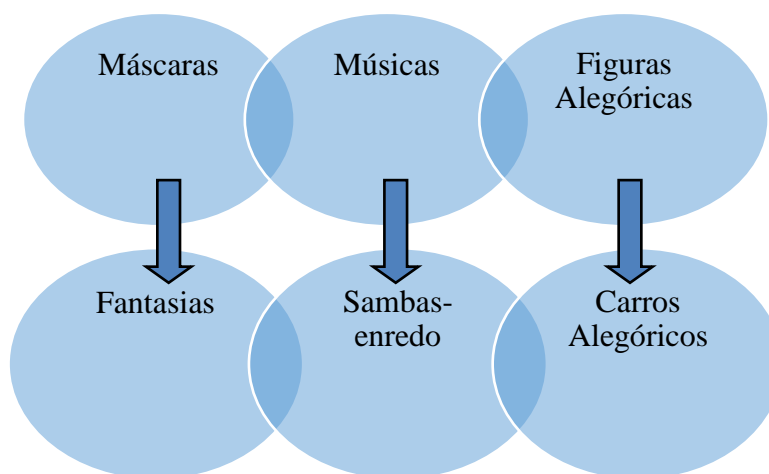 Máscaras
Músicas
Figuras
Alegóricas
Fantasias
Sambas-
enredo
Carros
Alegóricos